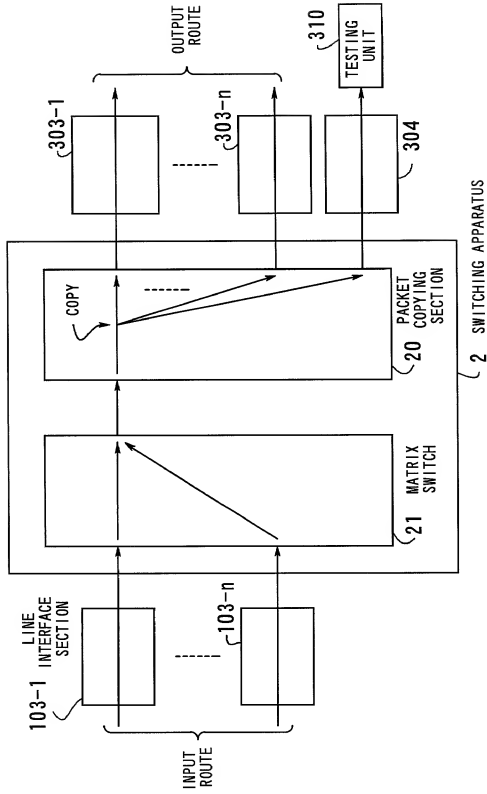 INPUT
ROUTE
103-1
LINE
INTERFACE
SECTION
103-n
21
MATRIX
SWITCH
COPY
20
PACKET
COPYING
SECTION
2 SWITCHING APPARATUS
303-1
303-n
304
OUTPUT
ROUTE
310
TESTING
UNIT